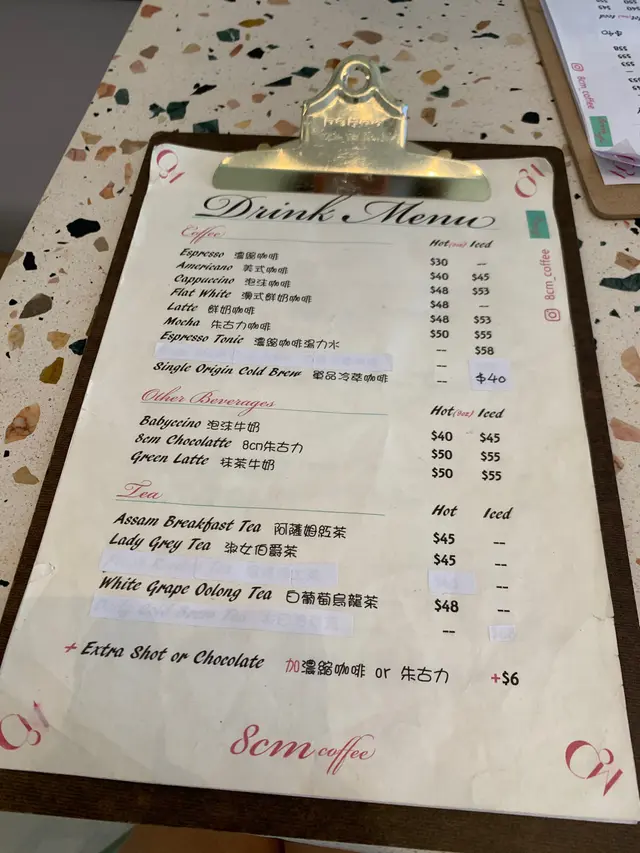 Drink Menu
Coffee Hot(8oz) Iced
Espresso 濃縮咖啡 $30 --
Americano 美式咖啡 $40 $45
Cappuccino 泡沫咖啡 $48 $53
Flat White 澳式鮮奶咖啡 $48 --
Latte 鮮奶咖啡 $48 $53
Mocha 朱古力咖啡 $50 $55
Espresso Tonic 濃縮咖啡湯力水 -- $58
--
Single Origin Cold Brew 單品冷萃咖啡 -- $40
Other Beverages Hot(8oz) Iced
Babyccino 泡沫牛奶 $40 $45
8cm Chocolatte 8cm朱古力 $50 $55
Green Latte 抹茶牛奶 $50 $55
Tea Hot Iced
Assam Breakfast Tea 阿薩姆紅茶 $45 --
Lady Grey Tea 淑女伯爵茶 $45 --
--
White Grape Oolong Tea 白葡萄烏龍茶 $48 --
--
+ Extra Shot or Chocolate 加濃縮咖啡 or 朱古力 +$6
8cm coffee
8cm_coffee
$40
$58
$55
$53
$55
8cm_coffee